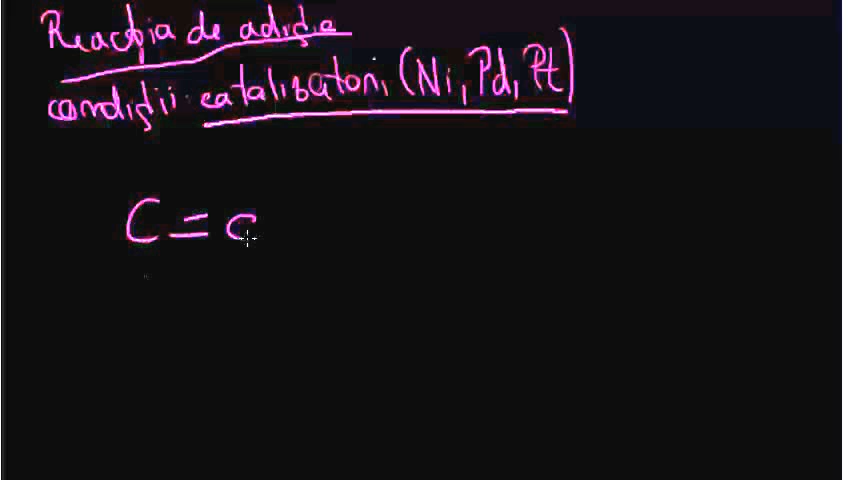 Reacția de adiție
condiții: catalizatori (Ni, Pd, Pt)
C = C